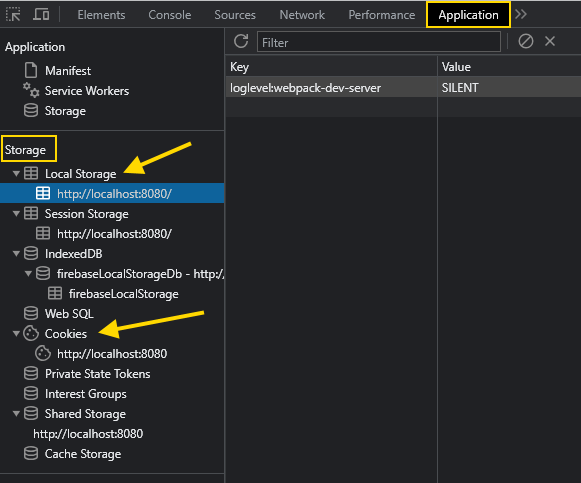 Elements Console Sources Network Performance Application
Application
Manifest
Service Workers
Storage
Storage
Local Storage
http://localhost:8080/
Session Storage
http://localhost:8080/
IndexedDB
firebaseLocalStorageDb - http:/
firebaseLocalStorage
Web SQL
Cookies
http://localhost:8080
Private State Tokens
Interest Groups
Shared Storage
http://localhost:8080
Cache Storage
Filter
Key Value
loglevel:webpack-dev-server SILENT